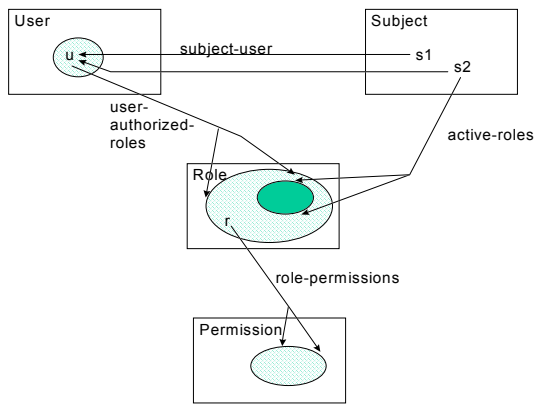 User
Subject
u
subject-user
s1
s2
user-
authorized-
roles
active-roles
Role
r
role-permissions
Permission